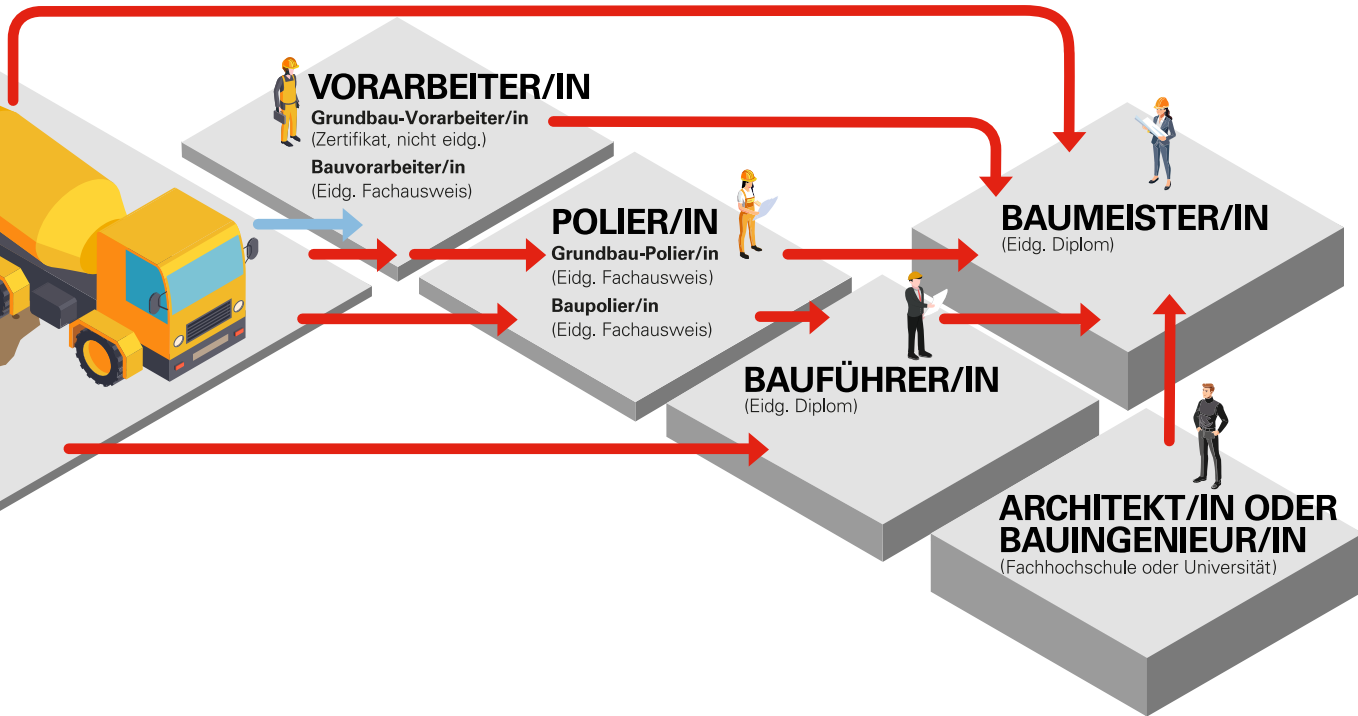 VORARBEITER/IN
Grundbau-Vorarbeiter/in
(Zertifikat, nicht eidg.)
Bauvorarbeiter/in
(Eidg. Fachausweis)
POLIER/IN
Grundbau-Polier/in
(Eidg. Fachausweis)
Baupolier/in
(Eidg. Fachausweis)
BAUMEISTER/IN
(Eidg. Diplom)
BAUFÜHRER/IN
(Eidg. Diplom)
ARCHITEKT/IN ODER
BAUINGENIEUR/IN
(Fachhochschule oder Universität)